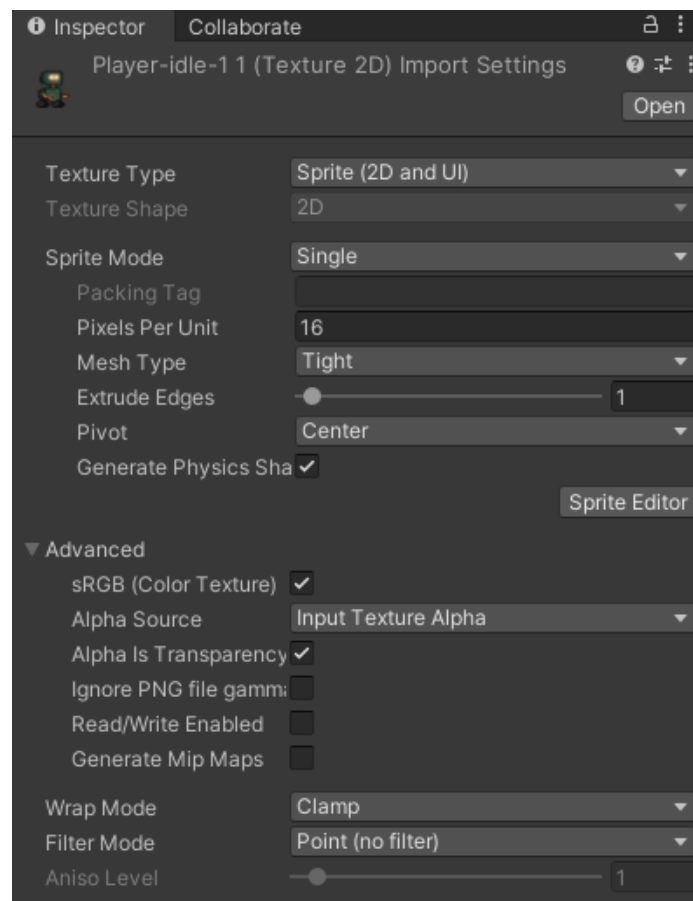 Inspector Collaborate
Player-idle-1 1 (Texture 2D) Import Settings
Open
Texture Type Sprite (2D and UI)
Texture Shape 2D
Sprite Mode Single
Packing Tag
Pixels Per Unit 16
Mesh Type Tight
Extrude Edges 1
Pivot Center
Generate Physics Sha
Sprite Editor
Advanced
sRGB (Color Texture)
Alpha Source Input Texture Alpha
Alpha Is Transparency
Ignore PNG file gamma
Read/Write Enabled
Generate Mip Maps
Wrap Mode Clamp
Filter Mode Point (no filter)
Aniso Level 1